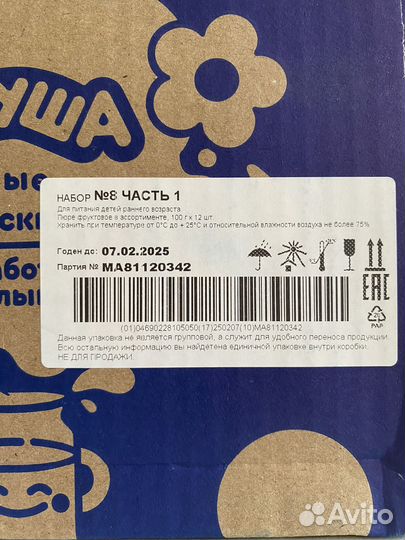 УША
ые
ски
НАБОР №8 ЧАСТЬ 1
Для питания детей раннего возраста
Пюре фруктовое в ассортименте, 100 г х 12 шт.
Хранить при температуре от 0°С до + 25°С и относительной влажности воздуха не более 75%
Годен до: 07.02.2025
Партия № MA81120342
EAC
PAP
(01)04690228105050(17)250207(10)MA81120342
Данная упаковка не является групповой, а служит для удобного переноса продукции
Всю остальную информацию вы найдете на единичной упаковке внутри коробки.
НЕ ДЛЯ ПРОДАЖИ.
Avito